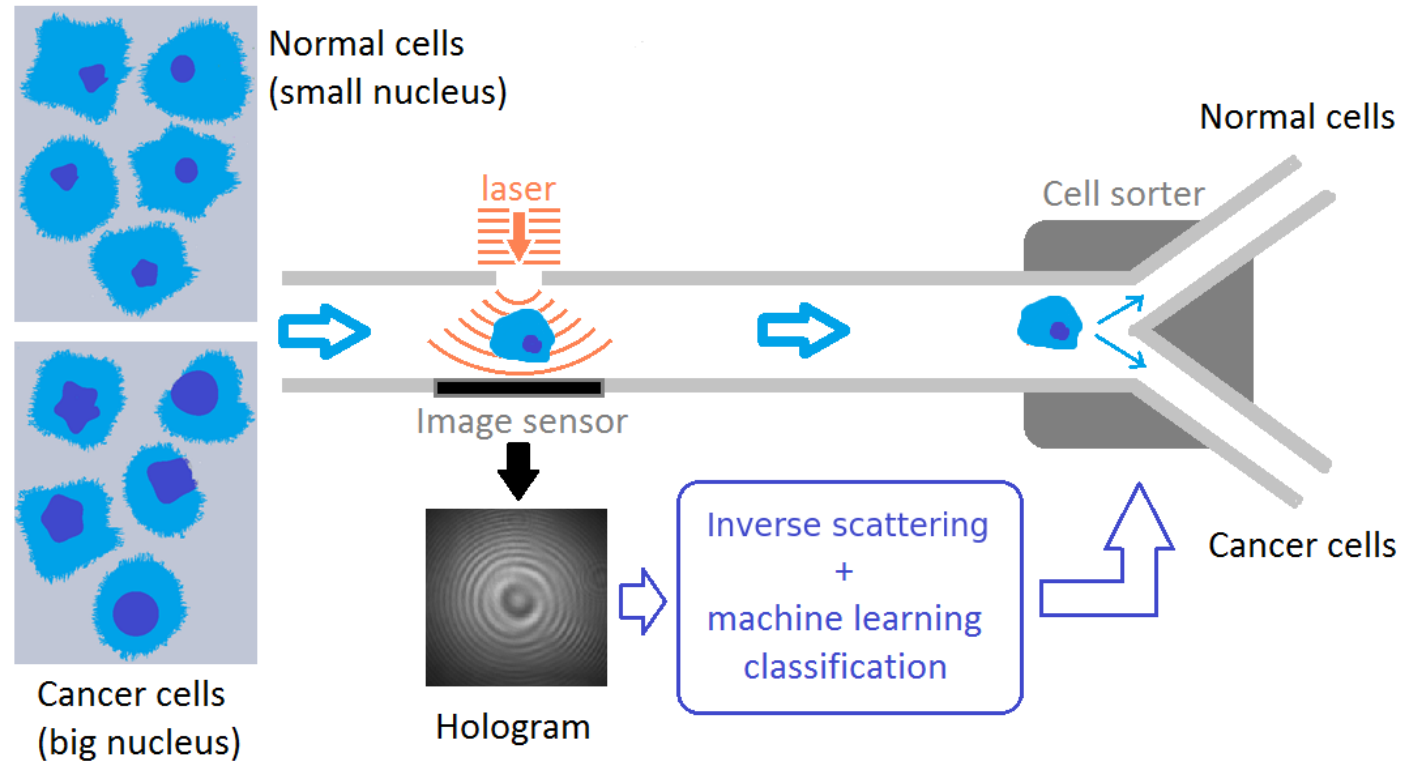 Normal cells
(small nucleus)
laser
Normal cells
Cell sorter
Image sensor
Inverse scattering
+
machine learning
classification
Cancer cells
Cancer cells
(big nucleus)
Hologram